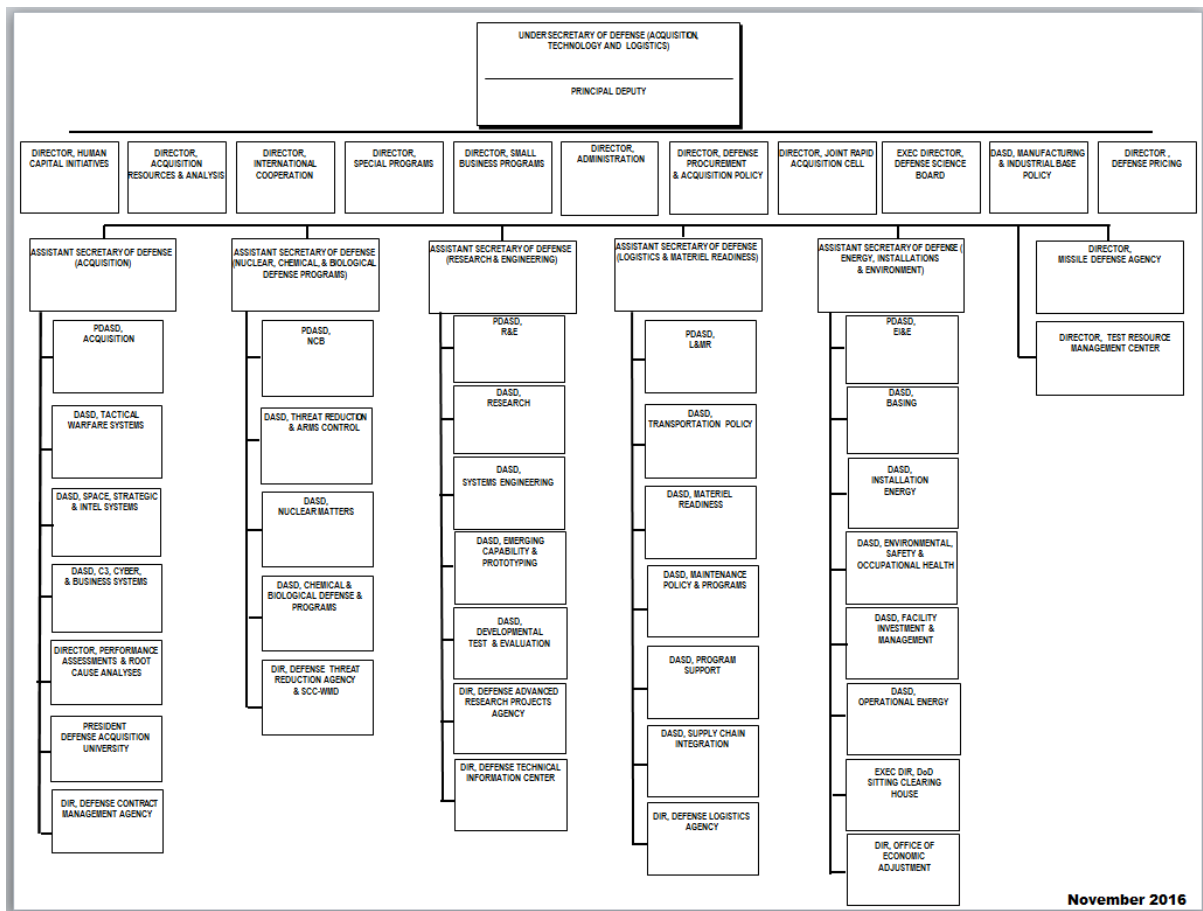 UNDER SECRETARY OF DEFENSE (ACQUISITION,
TECHNOLOGY AND LOGISTICS)
PRINCIPAL DEPUTY
DIRECTOR, HUMAN
CAPITAL INITIATIVES
DIRECTOR,
ACQUISITION
RESOURCES & ANALYSIS
DIRECTOR,
INTERNATIONAL
COOPERATION
DIRECTOR,
SPECIAL PROGRAMS
DIRECTOR, SMALL
BUSINESS PROGRAMS
DIRECTOR,
ADMINISTRATION
DIRECTOR, DEFENSE
PROCUREMENT
& ACQUISITION POLICY
DIRECTOR, JOINT RAPID
ACQUISITION CELL
EXEC DIRECTOR,
DEFENSE SCIENCE
BOARD
DASD, MANUFACTURING
& INDUSTRIAL BASE
POLICY
DIRECTOR ,
DEFENSE PRICING
ASSISTANT SECRETARY OF DEFENSE
(ACQUISITION)
PDASD,
ACQUISITION
DASD, TACTICAL
WARFARE SYSTEMS
DASD, SPACE, STRATEGIC
& INTEL SYSTEMS
DASD, C3, CYBER,
& BUSINESS SYSTEMS
DIRECTOR, PERFORMANCE
ASSESSMENTS & ROOT
CAUSE ANALYSES
PRESIDENT
DEFENSE ACQUISITION
UNIVERSITY
DIR, DEFENSE CONTRACT
MANAGEMENT AGENCY
ASSISTANT SECRETARY OF DEFENSE
(NUCLEAR, CHEMICAL, & BIOLOGICAL
DEFENSE PROGRAMS)
PDASD,
NCB
DASD, THREAT REDUCTION
& ARMS CONTROL
DASD,
NUCLEAR MATTERS
DASD, CHEMICAL &
BIOLOGICAL DEFENSE &
PROGRAMS
DIR, DEFENSE THREAT
REDUCTION AGENCY
& SCC-WMD
ASSISTANT SECRETARY OF DEFENSE
(RESEARCH & ENGINEERING)
PDASD,
R&E
DASD,
RESEARCH
DASD,
SYSTEMS ENGINEERING
DASD, EMERGING
CAPABILITY &
PROTOTYPING
DASD,
DEVELOPMENTAL
TEST & EVALUATION
DIR, DEFENSE ADVANCED
RESEARCH PROJECTS
AGENCY
DIR, DEFENSE TECHNICAL
INFORMATION CENTER
ASSISTANT SECRETARY OF DEFENSE
(LOGISTICS & MATERIEL READINESS)
PDASD,
L&MR
DASD,
TRANSPORTATION POLICY
DASD, MATERIEL
READINESS
DASD, MAINTENANCE
POLICY & PROGRAMS
DASD, PROGRAM
SUPPORT
DASD, SUPPLY CHAIN
INTEGRATION
DIR, DEFENSE LOGISTICS
AGENCY
ASSISTANT SECRETARY OF DEFENSE (
ENERGY, INSTALLATIONS
& ENVIRONMENT)
PDASD,
EI&E
DASD,
BASING
DASD,
INSTALLATION
ENERGY
DASD, ENVIRONMENTAL,
SAFETY &
OCCUPATIONAL HEALTH
DASD, FACILITY
INVESTMENT &
MANAGEMENT
DASD,
OPERATIONAL ENERGY
EXEC DIR, DoD
SITTING CLEARING
HOUSE
DIR, OFFICE OF
ECONOMIC
ADJUSTMENT
DIRECTOR,
MISSILE DEFENSE AGENCY
DIRECTOR, TEST RESOURCE
MANAGEMENT CENTER
November 2016